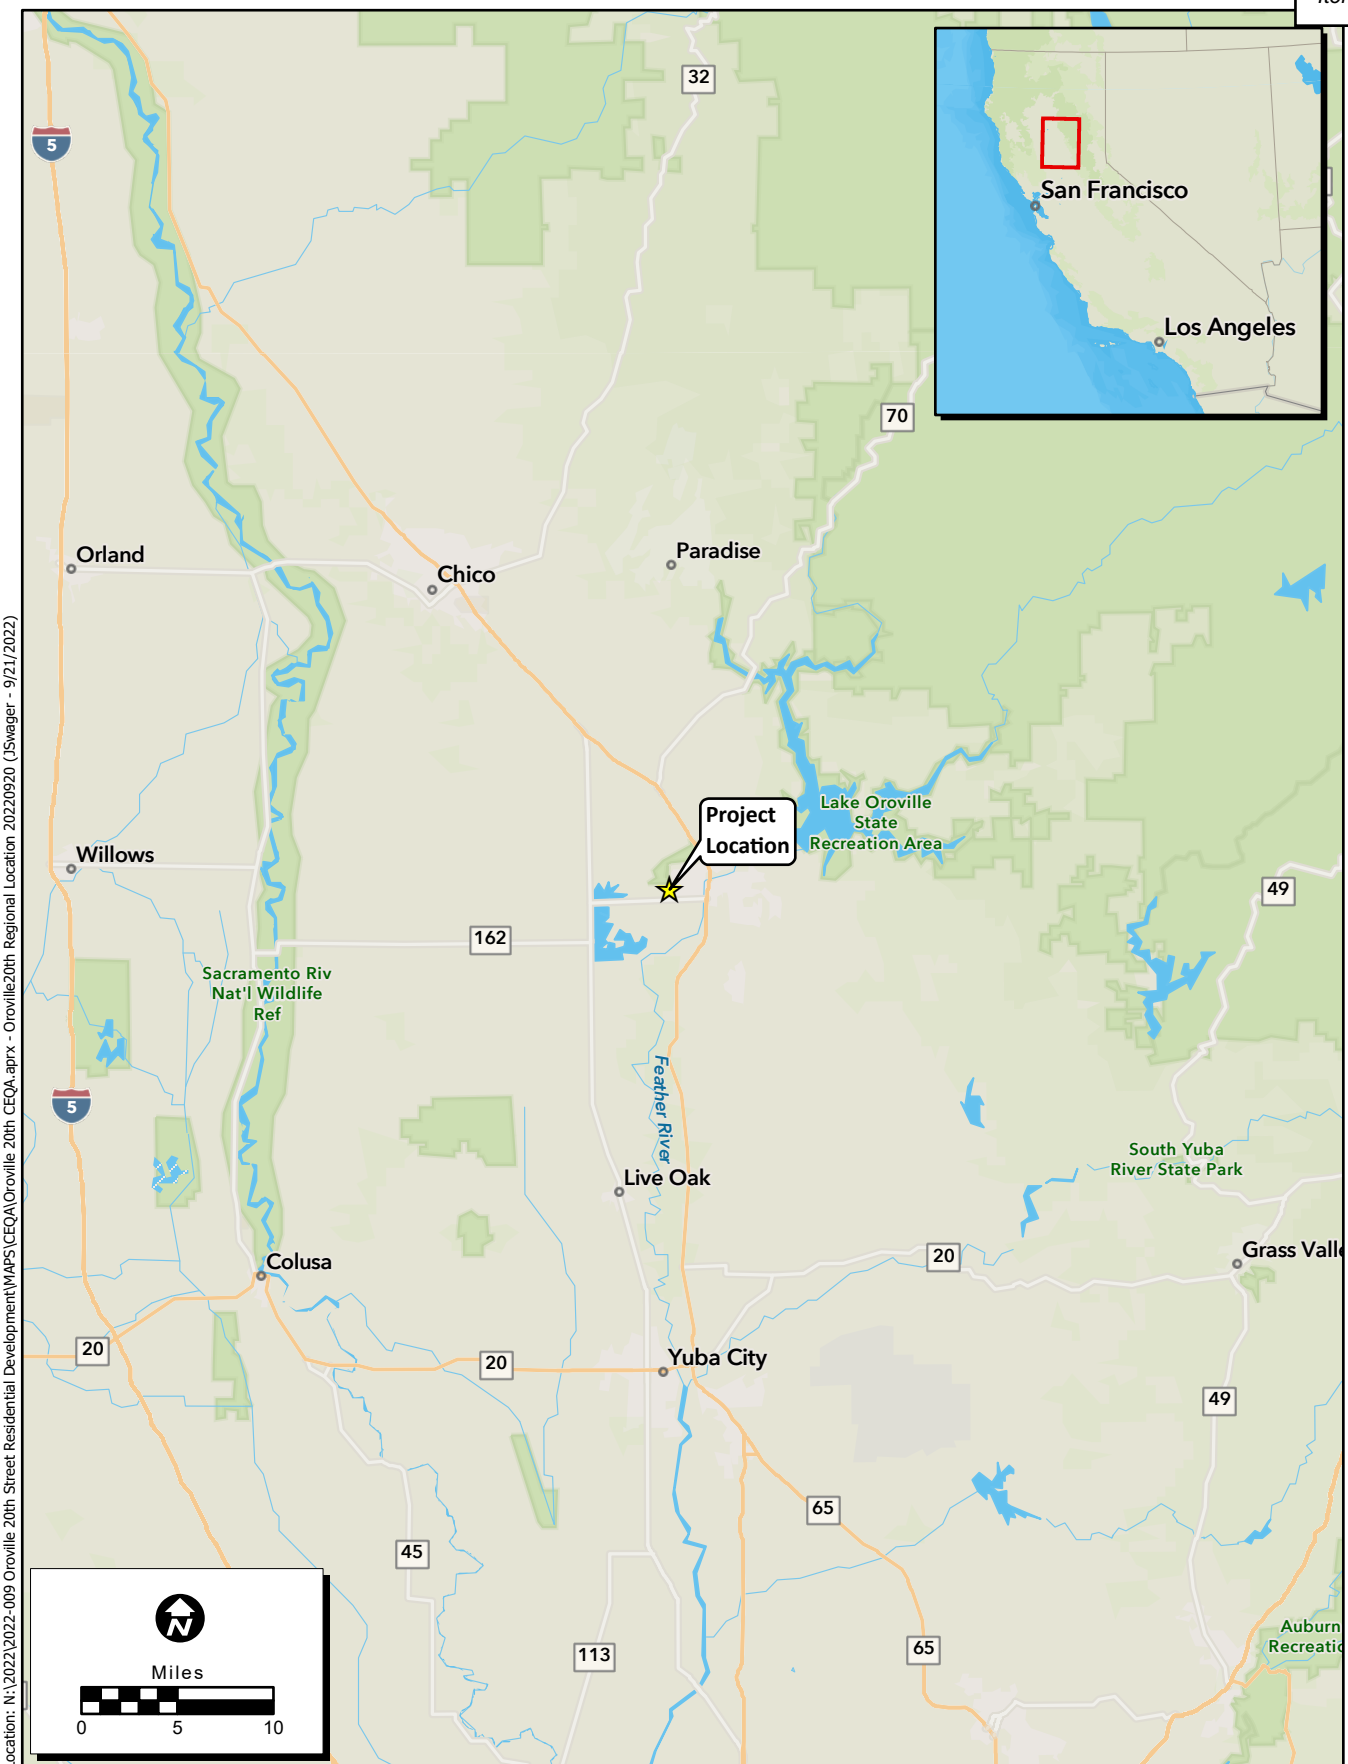 32
5
San Francisco
Los Angeles
70
Orland
Chico
Paradise
Project
Location
Lake Oroville
State
Recreation Area
Willows
49
162
Sacramento Riv
Nat'l Wildlife
Ref
Feather River
5
South Yuba
River State Park
Live Oak
Colusa
20
Grass Valle
20
20
Yuba City
49
65
45
113
65
Auburn
Recreatio
N
Miles
0 5 10
ocation: N:\2022\2022-009 Oroville 20th Street Residential Development\MAPS\CEQA\Oroville 20th CEQA.aprx - Oroville20th Regional Location 20220920 (JSwager - 9/21/2022)